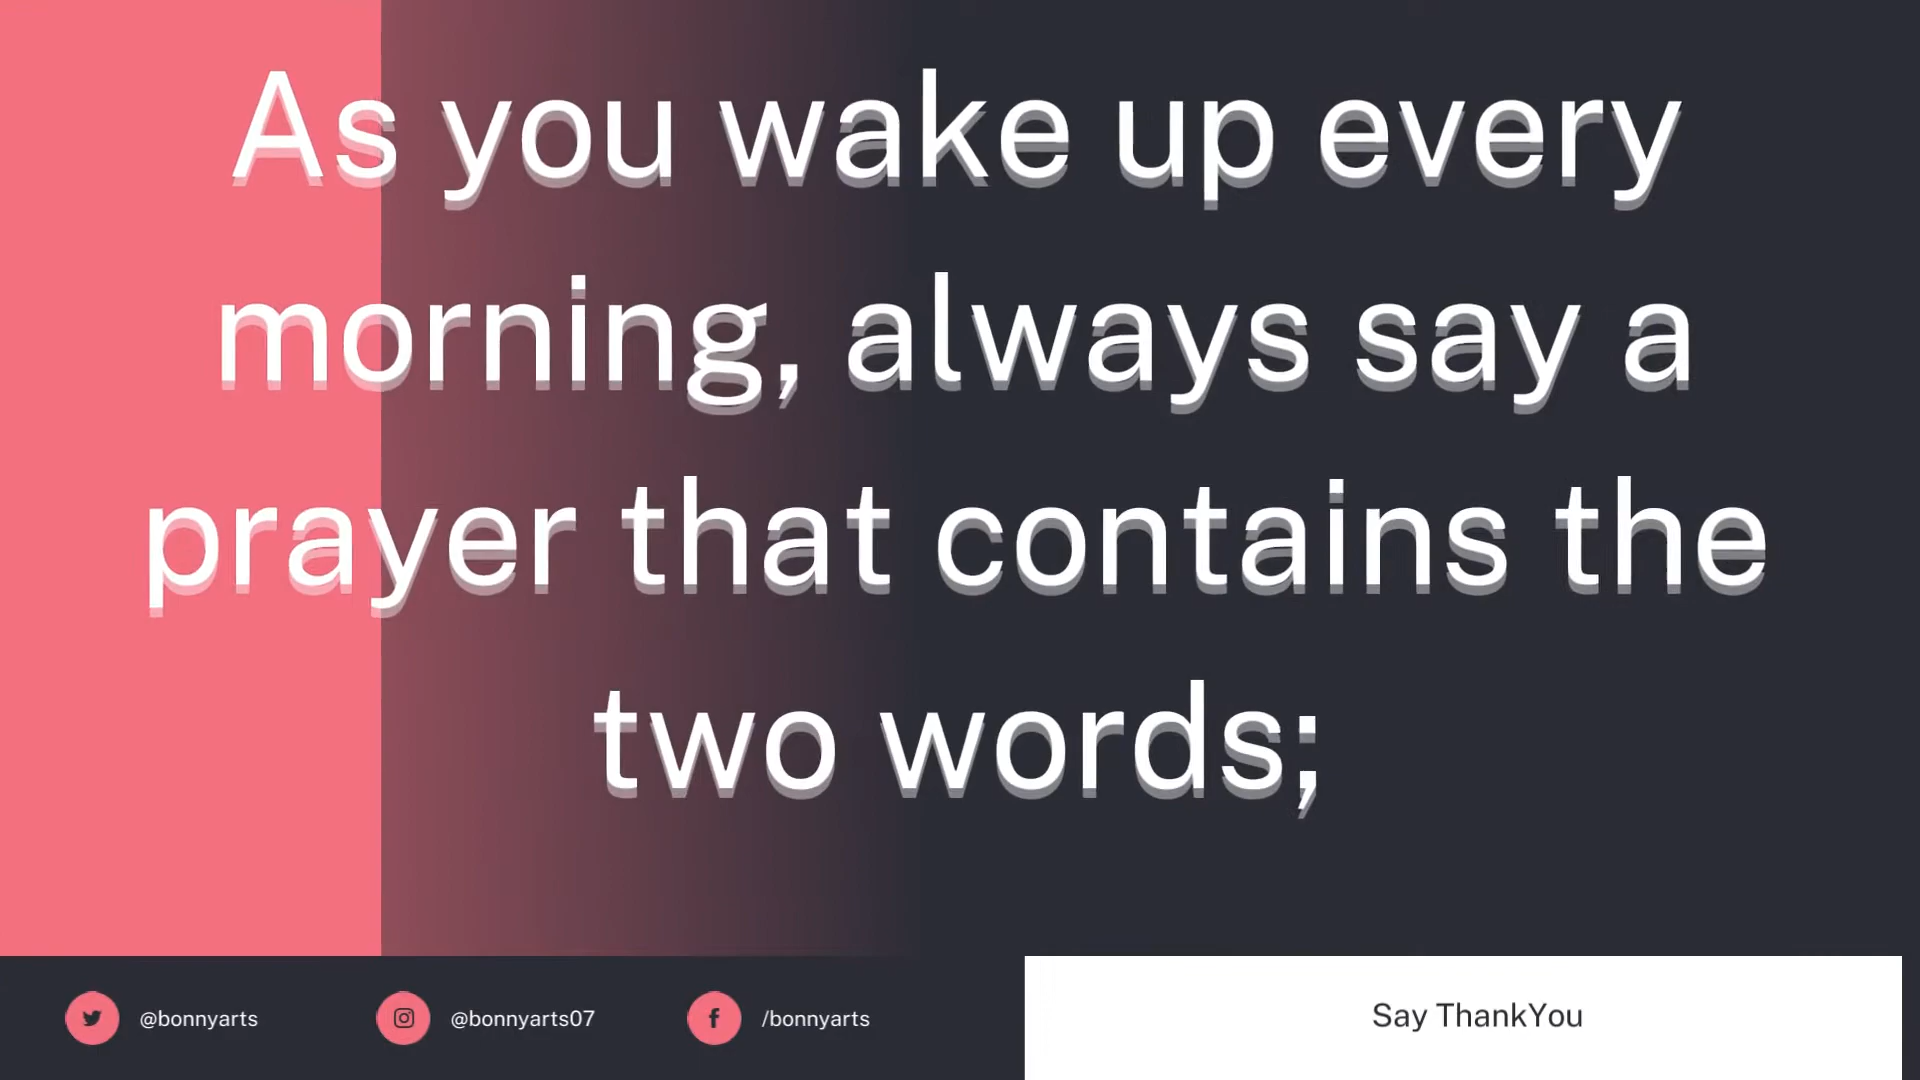 As you wake up every
morning, always say a
prayer that contains the
two words;
@bonnyarts
@bonnyarts07
/bonnyarts
Say ThankYou